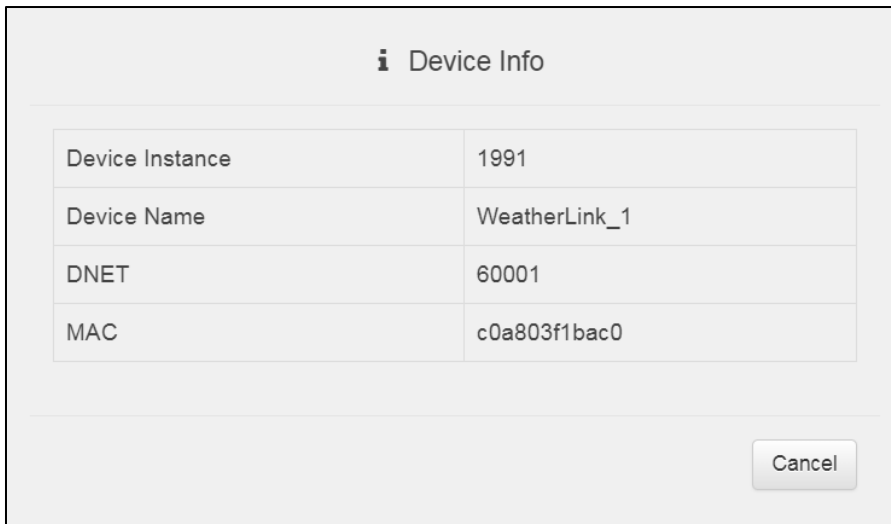 Device Info
Device Instance 1991
Device Name WeatherLink_1
DNET 60001
MAC c0a803f1bac0
Cancel